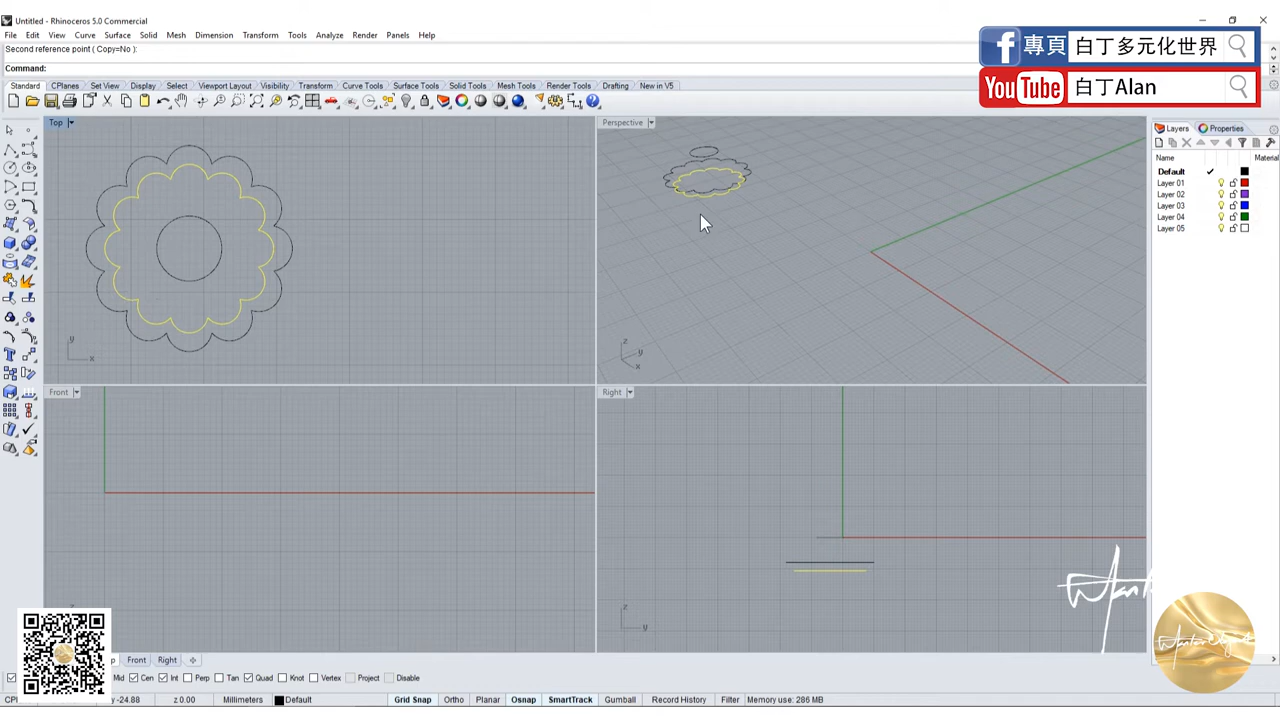 Untitled - Rhinoceros 5.0 Commercial
File Edit View Curve Surface Solid Mesh Dimension Transform Tools Analyze Render Panels Help
Second reference point ( Copy=No ):
Command:
專頁 白丁多元化世界
YouTube 白丁Alan
Standard CPlanes Set View Display Select Viewport Layout Visibility Transform Curve Tools Surface Tools Solid Tools Mesh Tools Render Tools Drafting New in V5
Top
Perspective
Layers Properties
Name Material
Default
Layer 01
Layer 02
Layer 03
Layer 04
Layer 05
y
x
z
y
x
Front
Right
z
y
Front Right
Mid Cen Int Perp Tan Quad Knot Vertex Project Disable
-24.88 z 0.00 Millimeters Default Grid Snap Ortho Planar Osnap SmartTrack Gumball Record History Filter Memory use: 286 MB